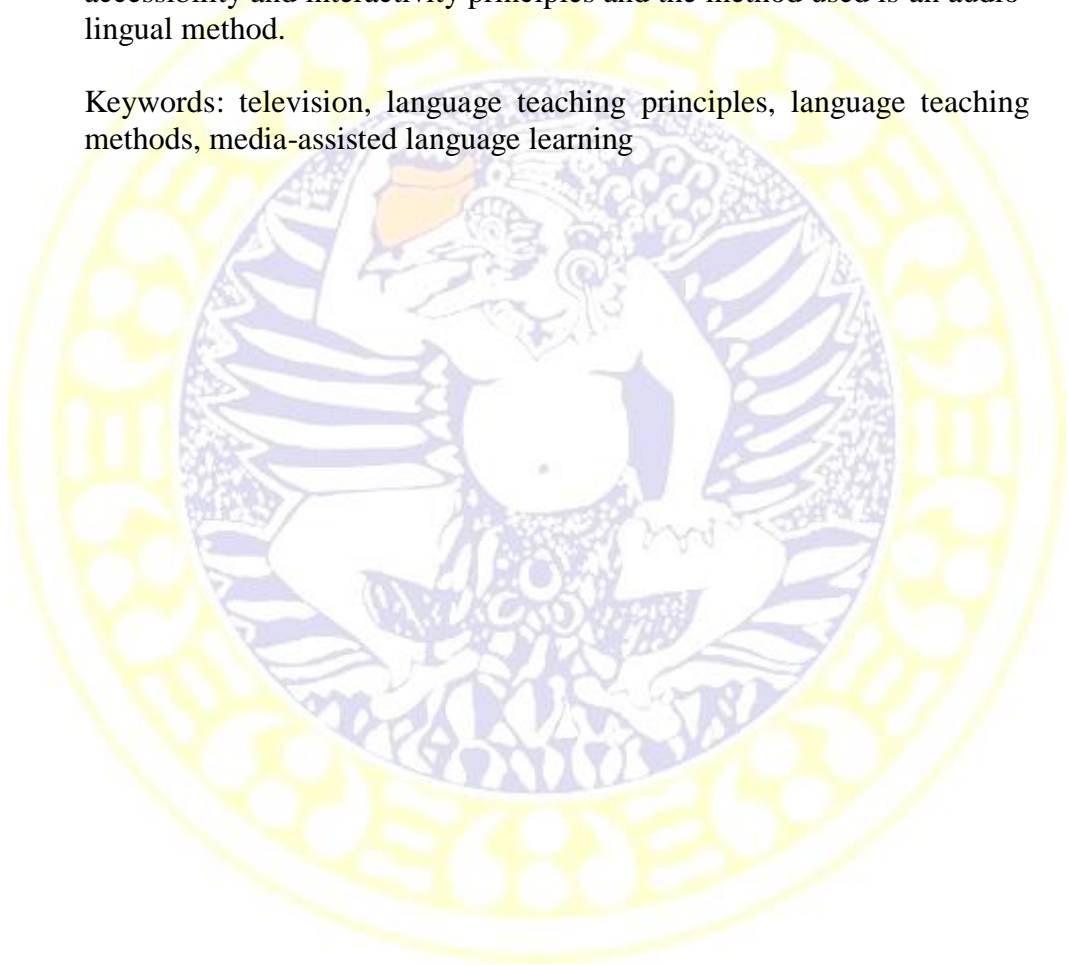 accessibility and interactivity principles and the method used is an audio
lingual method.
Keywords: television, language teaching principles, language teaching
methods, media-assisted language learning